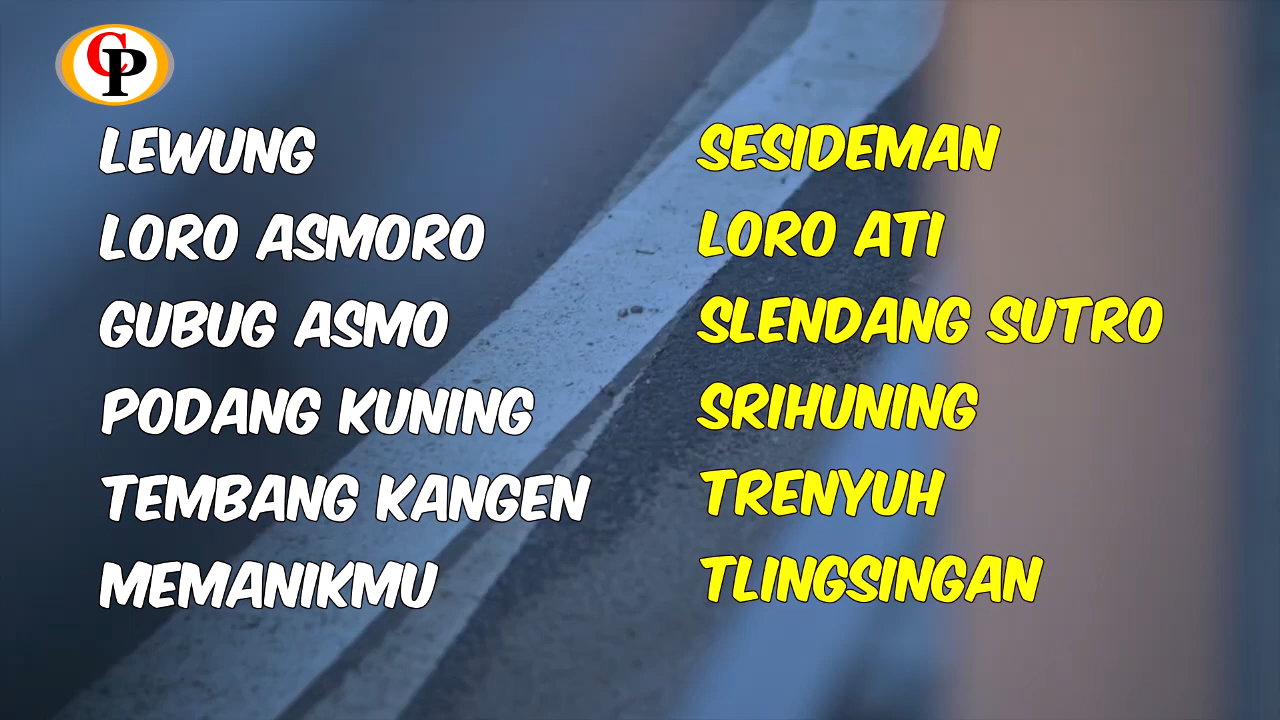 CP
LEWUNG
LORO ASMORO
GUBUG ASMO
PODANG KUNING
TEMBANG KANGEN
MEMANIKMU
SESIDEMAN
LORO ATI
SLENDANG SUTRO
SRIHUNING
TRENYUH
TLINGSINGAN